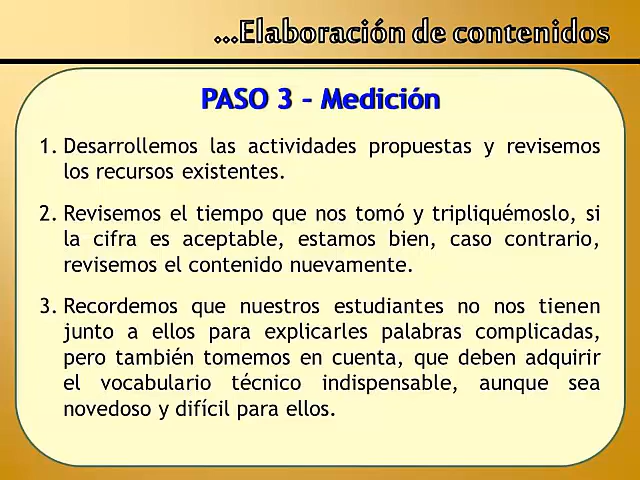 ...Elaboración de contenidos
PASO 3 – Medición
1. Desarrollemos las actividades propuestas y revisemos
los recursos existentes.
2. Revisemos el tiempo que nos tomó y tripliquémoslo, si
la cifra es aceptable, estamos bien, caso contrario,
revisemos el contenido nuevamente.
3. Recordemos que nuestros estudiantes no nos tienen
junto a ellos para explicarles palabras complicadas,
pero también tomemos en cuenta, que deben adquirir
el vocabulario técnico indispensable, aunque sea
novedoso y difícil para ellos.